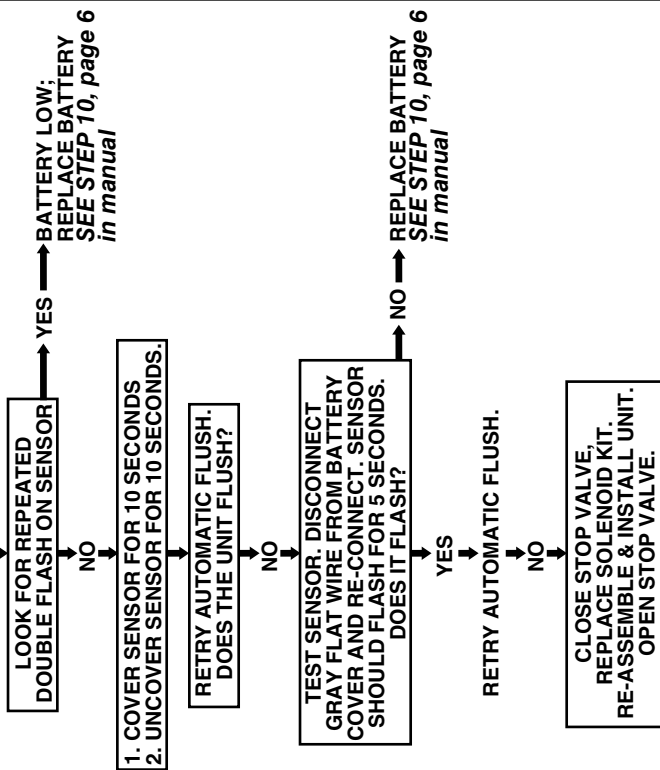 LOOK FOR REPEATED
DOUBLE FLASH ON SENSOR
YES
BATTERY LOW;
REPLACE BATTERY
SEE STEP 10, page 6
in manual
NO
1. COVER SENSOR FOR 10 SECONDS
2. UNCOVER SENSOR FOR 10 SECONDS.
RETRY AUTOMATIC FLUSH.
DOES THE UNIT FLUSH?
NO
TEST SENSOR. DISCONNECT
GRAY FLAT WIRE FROM BATTERY
COVER AND RE-CONNECT. SENSOR
SHOULD FLASH FOR 5 SECONDS.
DOES IT FLASH?
NO
REPLACE BATTERY
SEE STEP 10, page 6
in manual
YES
RETRY AUTOMATIC FLUSH.
NO
CLOSE STOP VALVE,
REPLACE SOLENOID KIT.
RE-ASSEMBLE & INSTALL UNIT.
OPEN STOP VALVE.